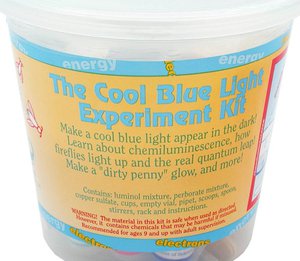 energy
energy
The Cool Blue Light
Experiment Kit
Make a cool blue light appear in the dark!
Learn about chemiluminescence, how
fireflies light up and the real quantum leap!
Make a "dirty penny" glow, and more!
Contains: luminol mixture, perborate mixture,
copper sulfate, cups, empty vial, pipet, scoops, spoon,
stirrers, rack and instructions.
WARNING! The material in this kit is safe when used as directed.
However, it contains chemicals that may be harmful if misused.
Recommended for ages 9 and up with adult supervision.
electrons
electrons